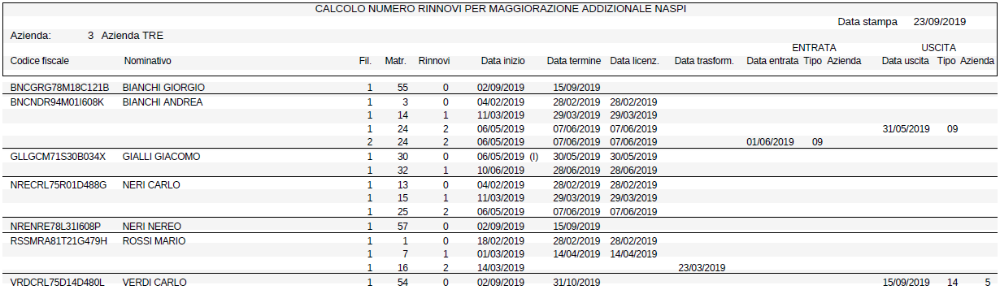 CALCOLO NUMERO RINNOVI PER MAGGIORAZIONE ADDIZIONALE NASPI
Data stampa 23/09/2019
Azienda: 3 Azienda TRE
ENTRATA USCITA
Codice fiscale Nominativo Fil. Matr. Rinnovi Data inizio Data termine Data licenz. Data trasform. Data entrata Tipo Azienda Data uscita Tipo Azienda
BNCGRG78M18C121B BIANCHI GIORGIO 1 55 0 02/09/2019 15/09/2019
BNCNDR94M01I608K BIANCHI ANDREA 1 3 0 04/02/2019 28/02/2019 28/02/2019
1 14 1 11/03/2019 29/03/2019 29/03/2019
1 24 2 06/05/2019 07/06/2019 07/06/2019 31/05/2019 09
2 24 2 06/05/2019 07/06/2019 07/06/2019 01/06/2019 09
GLLGCM71S30B034X GIALLI GIACOMO 1 30 0 06/05/2019 (I) 30/05/2019 30/05/2019
1 32 1 10/06/2019 28/06/2019 28/06/2019
NRECRL75R01D488G NERI CARLO 1 13 0 04/02/2019 28/02/2019 28/02/2019
1 15 1 11/03/2019 29/03/2019 29/03/2019
1 25 2 06/05/2019 07/06/2019 07/06/2019
NRENRE78L31I608P NERI NEREO 1 57 0 02/09/2019 15/09/2019
RSSMRA81T21G479H ROSSI MARIO 1 1 0 18/02/2019 28/02/2019 28/02/2019
1 7 1 01/03/2019 14/04/2019 14/04/2019
1 16 2 14/03/2019 23/03/2019
VRDCRL75D14D480L VERDI CARLO 1 54 0 02/09/2019 31/10/2019 15/09/2019 14 5